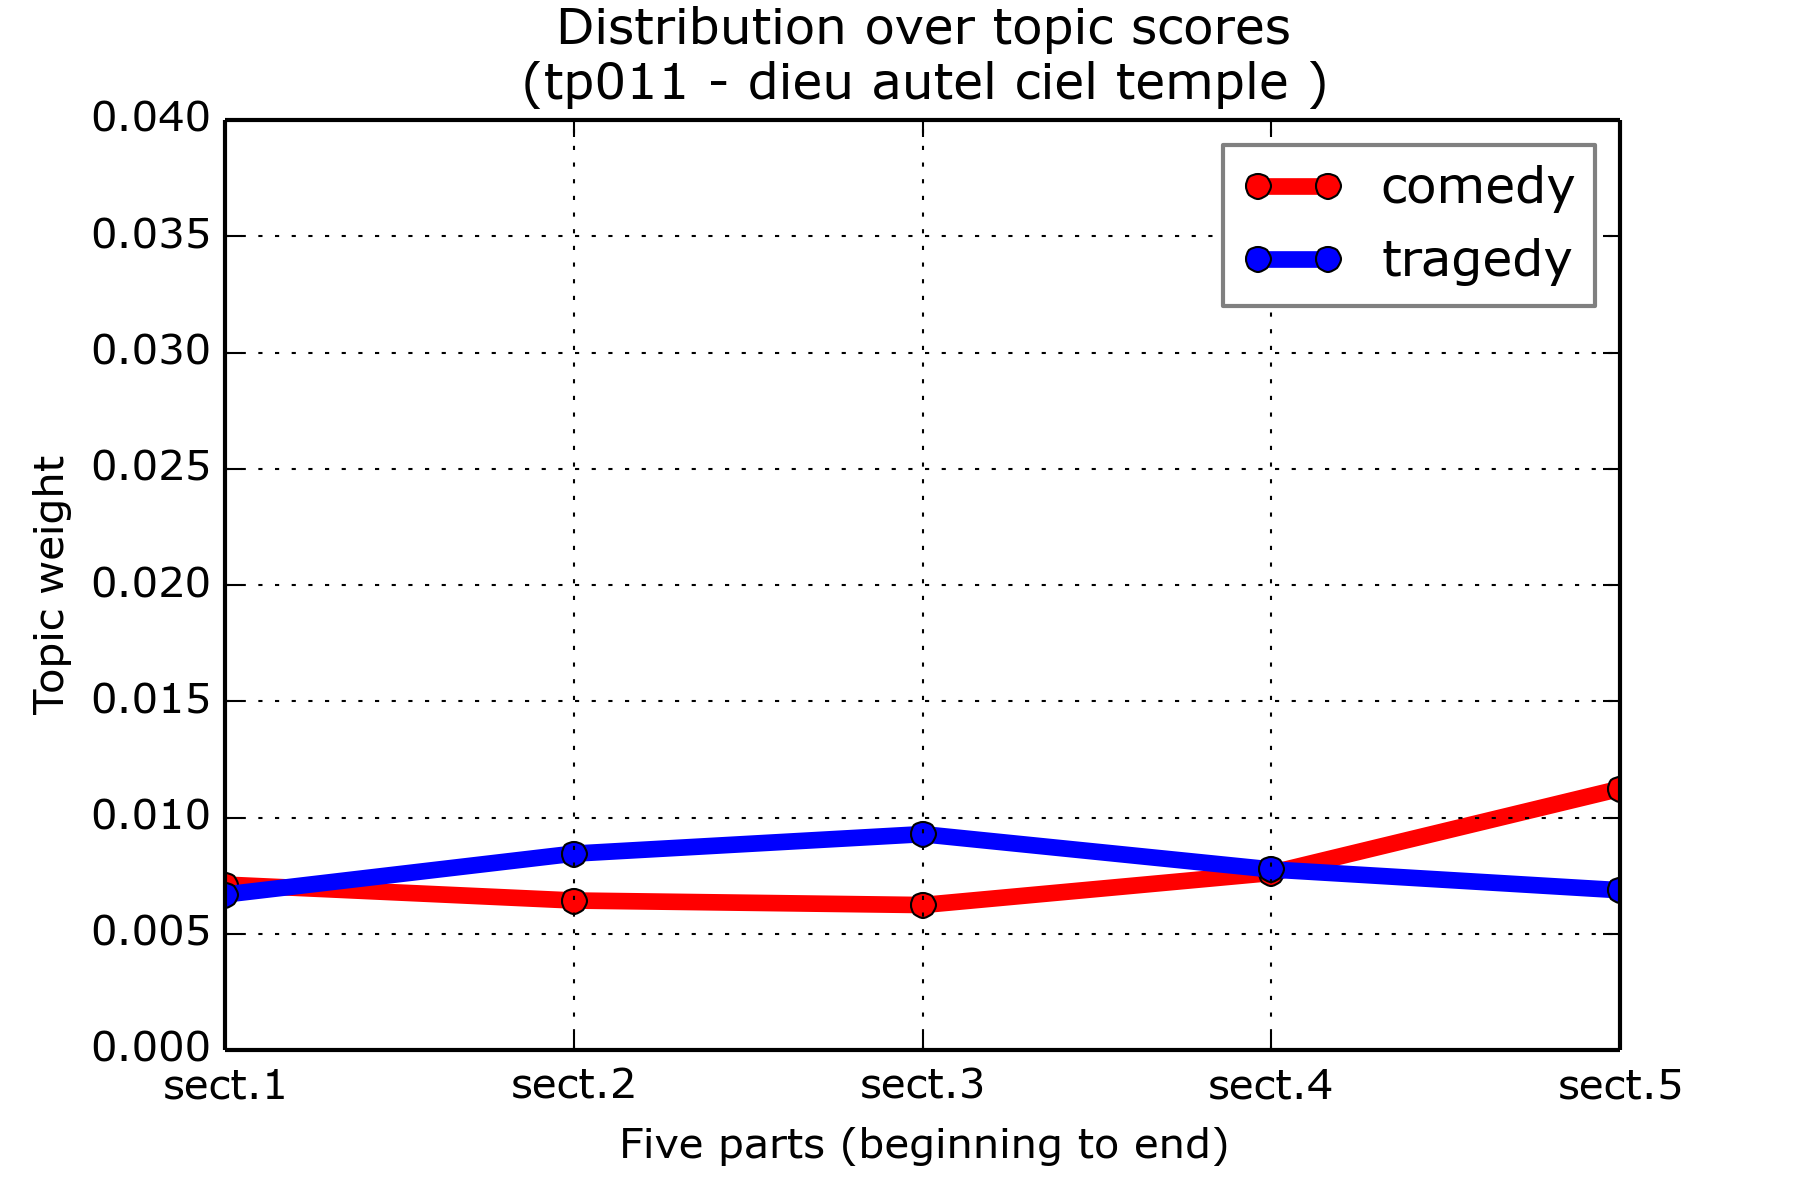 Distribution over topic scores
(tp011 - dieu autel ciel temple )
0.040
0.035
0.030
0.025
0.020
0.015
0.010
0.005
0.000
Topic weight
comedy
tragedy
sect.1 sect.2 sect.3 sect.4 sect.5
Five parts (beginning to end)